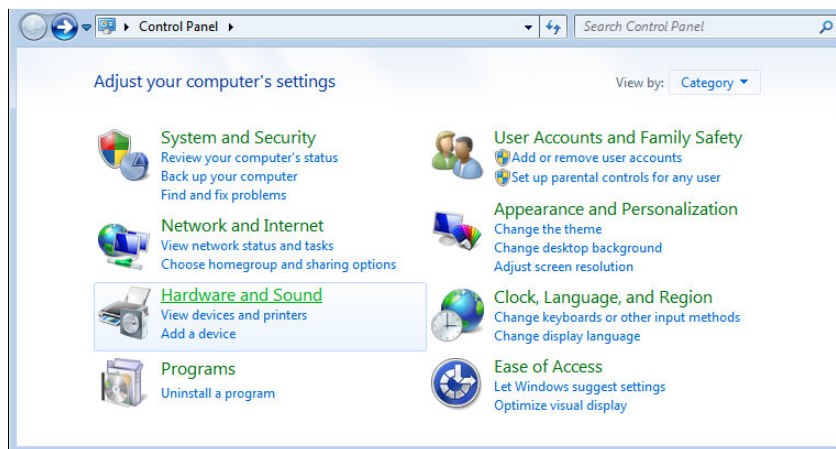 Control Panel
Search Control Panel
Adjust your computer's settings
View by: Category
System and Security
Review your computer's status
Back up your computer
Find and fix problems
Network and Internet
View network status and tasks
Choose homegroup and sharing options
Hardware and Sound
View devices and printers
Add a device
Programs
Uninstall a program
User Accounts and Family Safety
Add or remove user accounts
Set up parental controls for any user
Appearance and Personalization
Change the theme
Change desktop background
Adjust screen resolution
Clock, Language, and Region
Change keyboards or other input methods
Change display language
Ease of Access
Let Windows suggest settings
Optimize visual display